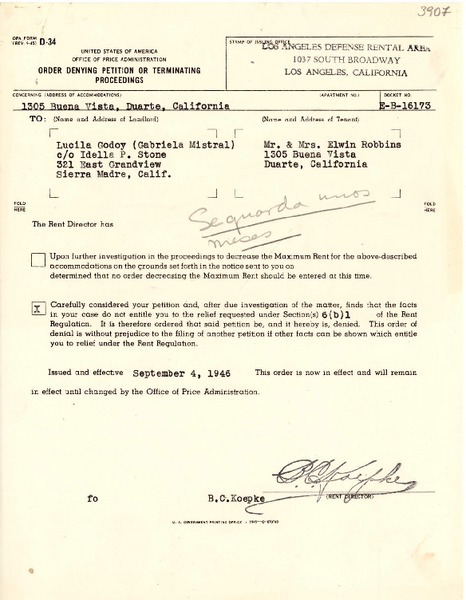 3907
OPA FORM D-34
(REV. 9-45)
UNITED STATES OF AMERICA
OFFICE OF PRICE ADMINISTRATION
ORDER DENYING PETITION OR TERMINATING
PROCEEDINGS
STAMP OF ISSUING OFFICE
LOS ANGELES DEFENSE RENTAL AREA
1037 SOUTH BROADWAY
LOS ANGELES, CALIFORNIA
CONCERNING (ADDRESS OF ACCOMMODATIONS) (APARTMENT NO.) DOCKET NO.
1305 Buena Vista, Duarte, California E-B-16173
TO: (Name and Address of Landlord) (Name and Address of Tenant)
Lucila Godoy (Gabriela Mistral) Mr. & Mrs. Elwin Robbins
c/o Idella P. Stone 1305 Buena Vista
321 East Grandview Duarte, California
Sierra Madre, Calif.
FOLD HERE FOLD HERE
Se guarda unos
meses
The Rent Director has
Upon further investigation in the proceedings to decrease the Maximum Rent for the above-described
accommodations on the grounds set forth in the notice sent to you on
determined that no order decreasing the Maximum Rent should be entered at this time.
X Carefully considered your petition and, after due investigation of the matter, finds that the facts
in your case do not entitle you to the relief requested under Section(s) 6(b)1 of the Rent
Regulation. It is therefore ordered that said petition be, and it hereby is, denied. This order of
denial is without prejudice to the filing of another petition if other facts can be shown which entitle
you to relief under the Rent Regulation.
Issued and effective September 4, 1946 This order is now in effect and will remain
in effect until changed by the Office of Price Administration.
B C Koepke
fo B.C.Koepke (RENT DIRECTOR)
U. S. GOVERNMENT PRINTING OFFICE